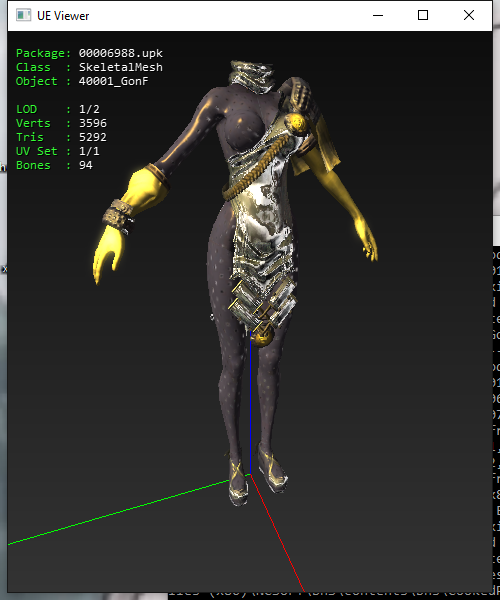 UE Viewer
Package: 00006988.upk
Class : SkeletalMesh
Object : 40001_GonF
LOD : 1/2
Verts : 3596
Tris : 5292
UV Set : 1/1
Bones : 94